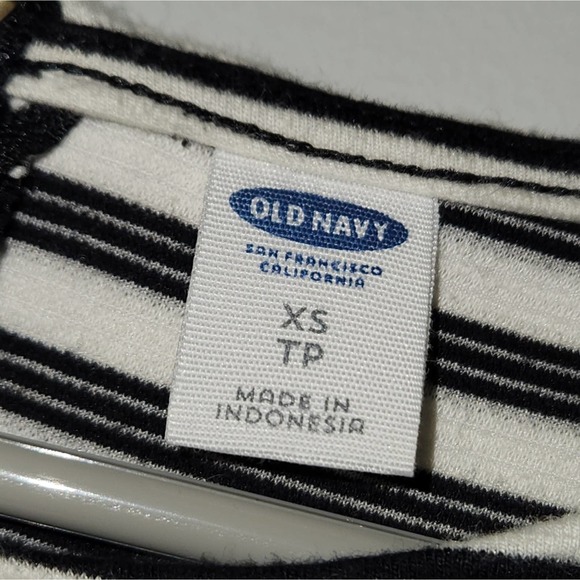 OLD NAVY
SAN FRANCISCO
CALIFORNIA
XS
TP
MADE IN
INDONESIA